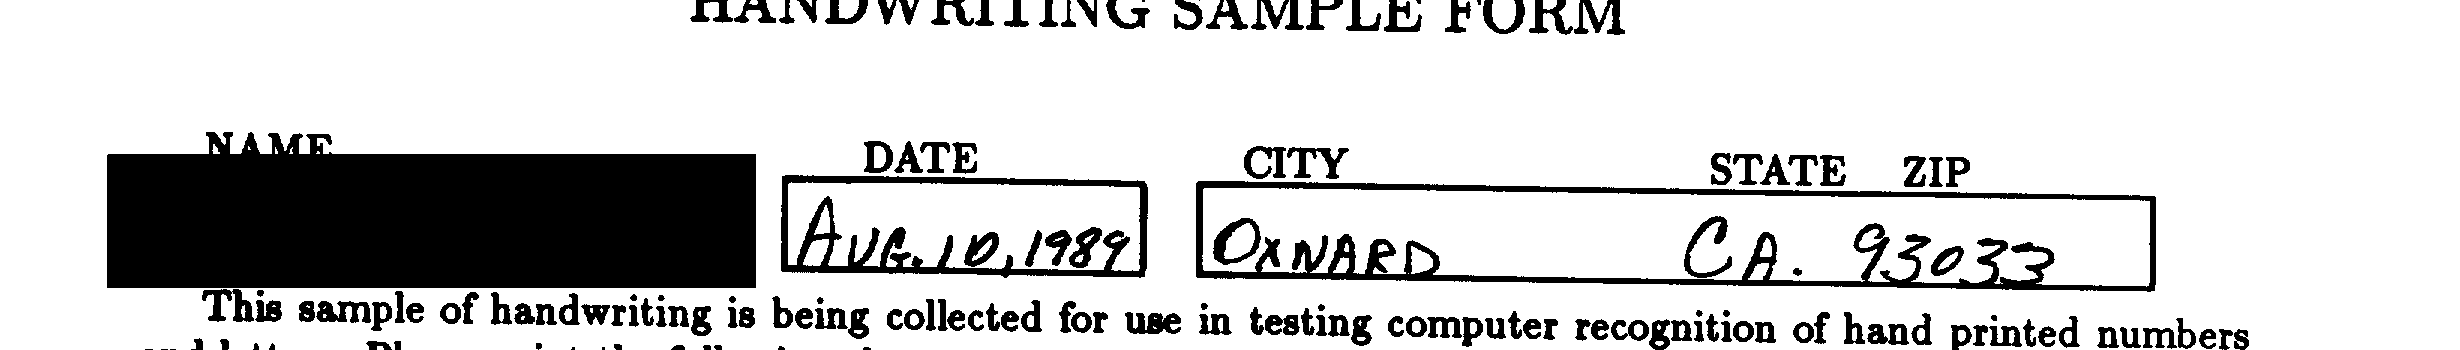 HANDWRITING SAMPLE FORM
NAME DATE CITY STATE ZIP
AUG. 10, 1989 OXNARD CA. 93033
This sample of handwriting is being collected for use in testing computer recognition of hand printed numbers